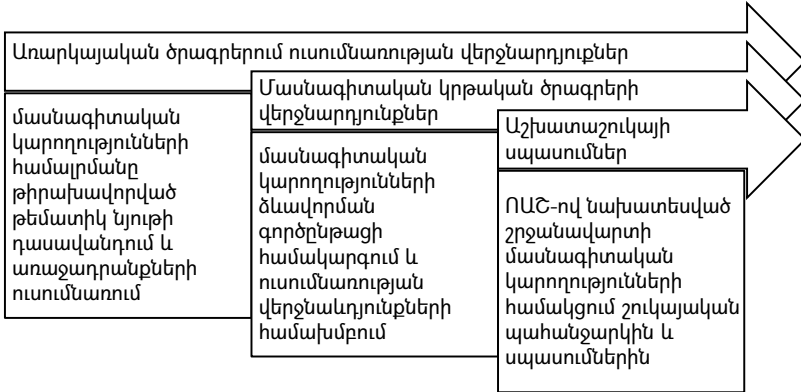 Առարկայական ծրագրերում ուսումնառության վերջնարդյուքներ
մասնագիտական
կարողությունների
համալրմանը
թիրախավորված
թեմատիկ նյութի
դասավանդում և
առաջադրանքների
ուսումնառում
Մասնագիտական կրթական ծրագրերի
վերջնարդյունքներ
մասնագիտական
կարողությունների
ձևավորման
գործընթացի
համակարգում և
ուսումնառության
վերջնաևդյունքների
համախմբում
Աշխատաշուկայի
սպասումներ
ՈԱՇ-ով նախատեսված
շրջանավարտի
մասնագիտական
կարողությունների
համակցում շուկայական
պահանջարկին և
սպասումներին